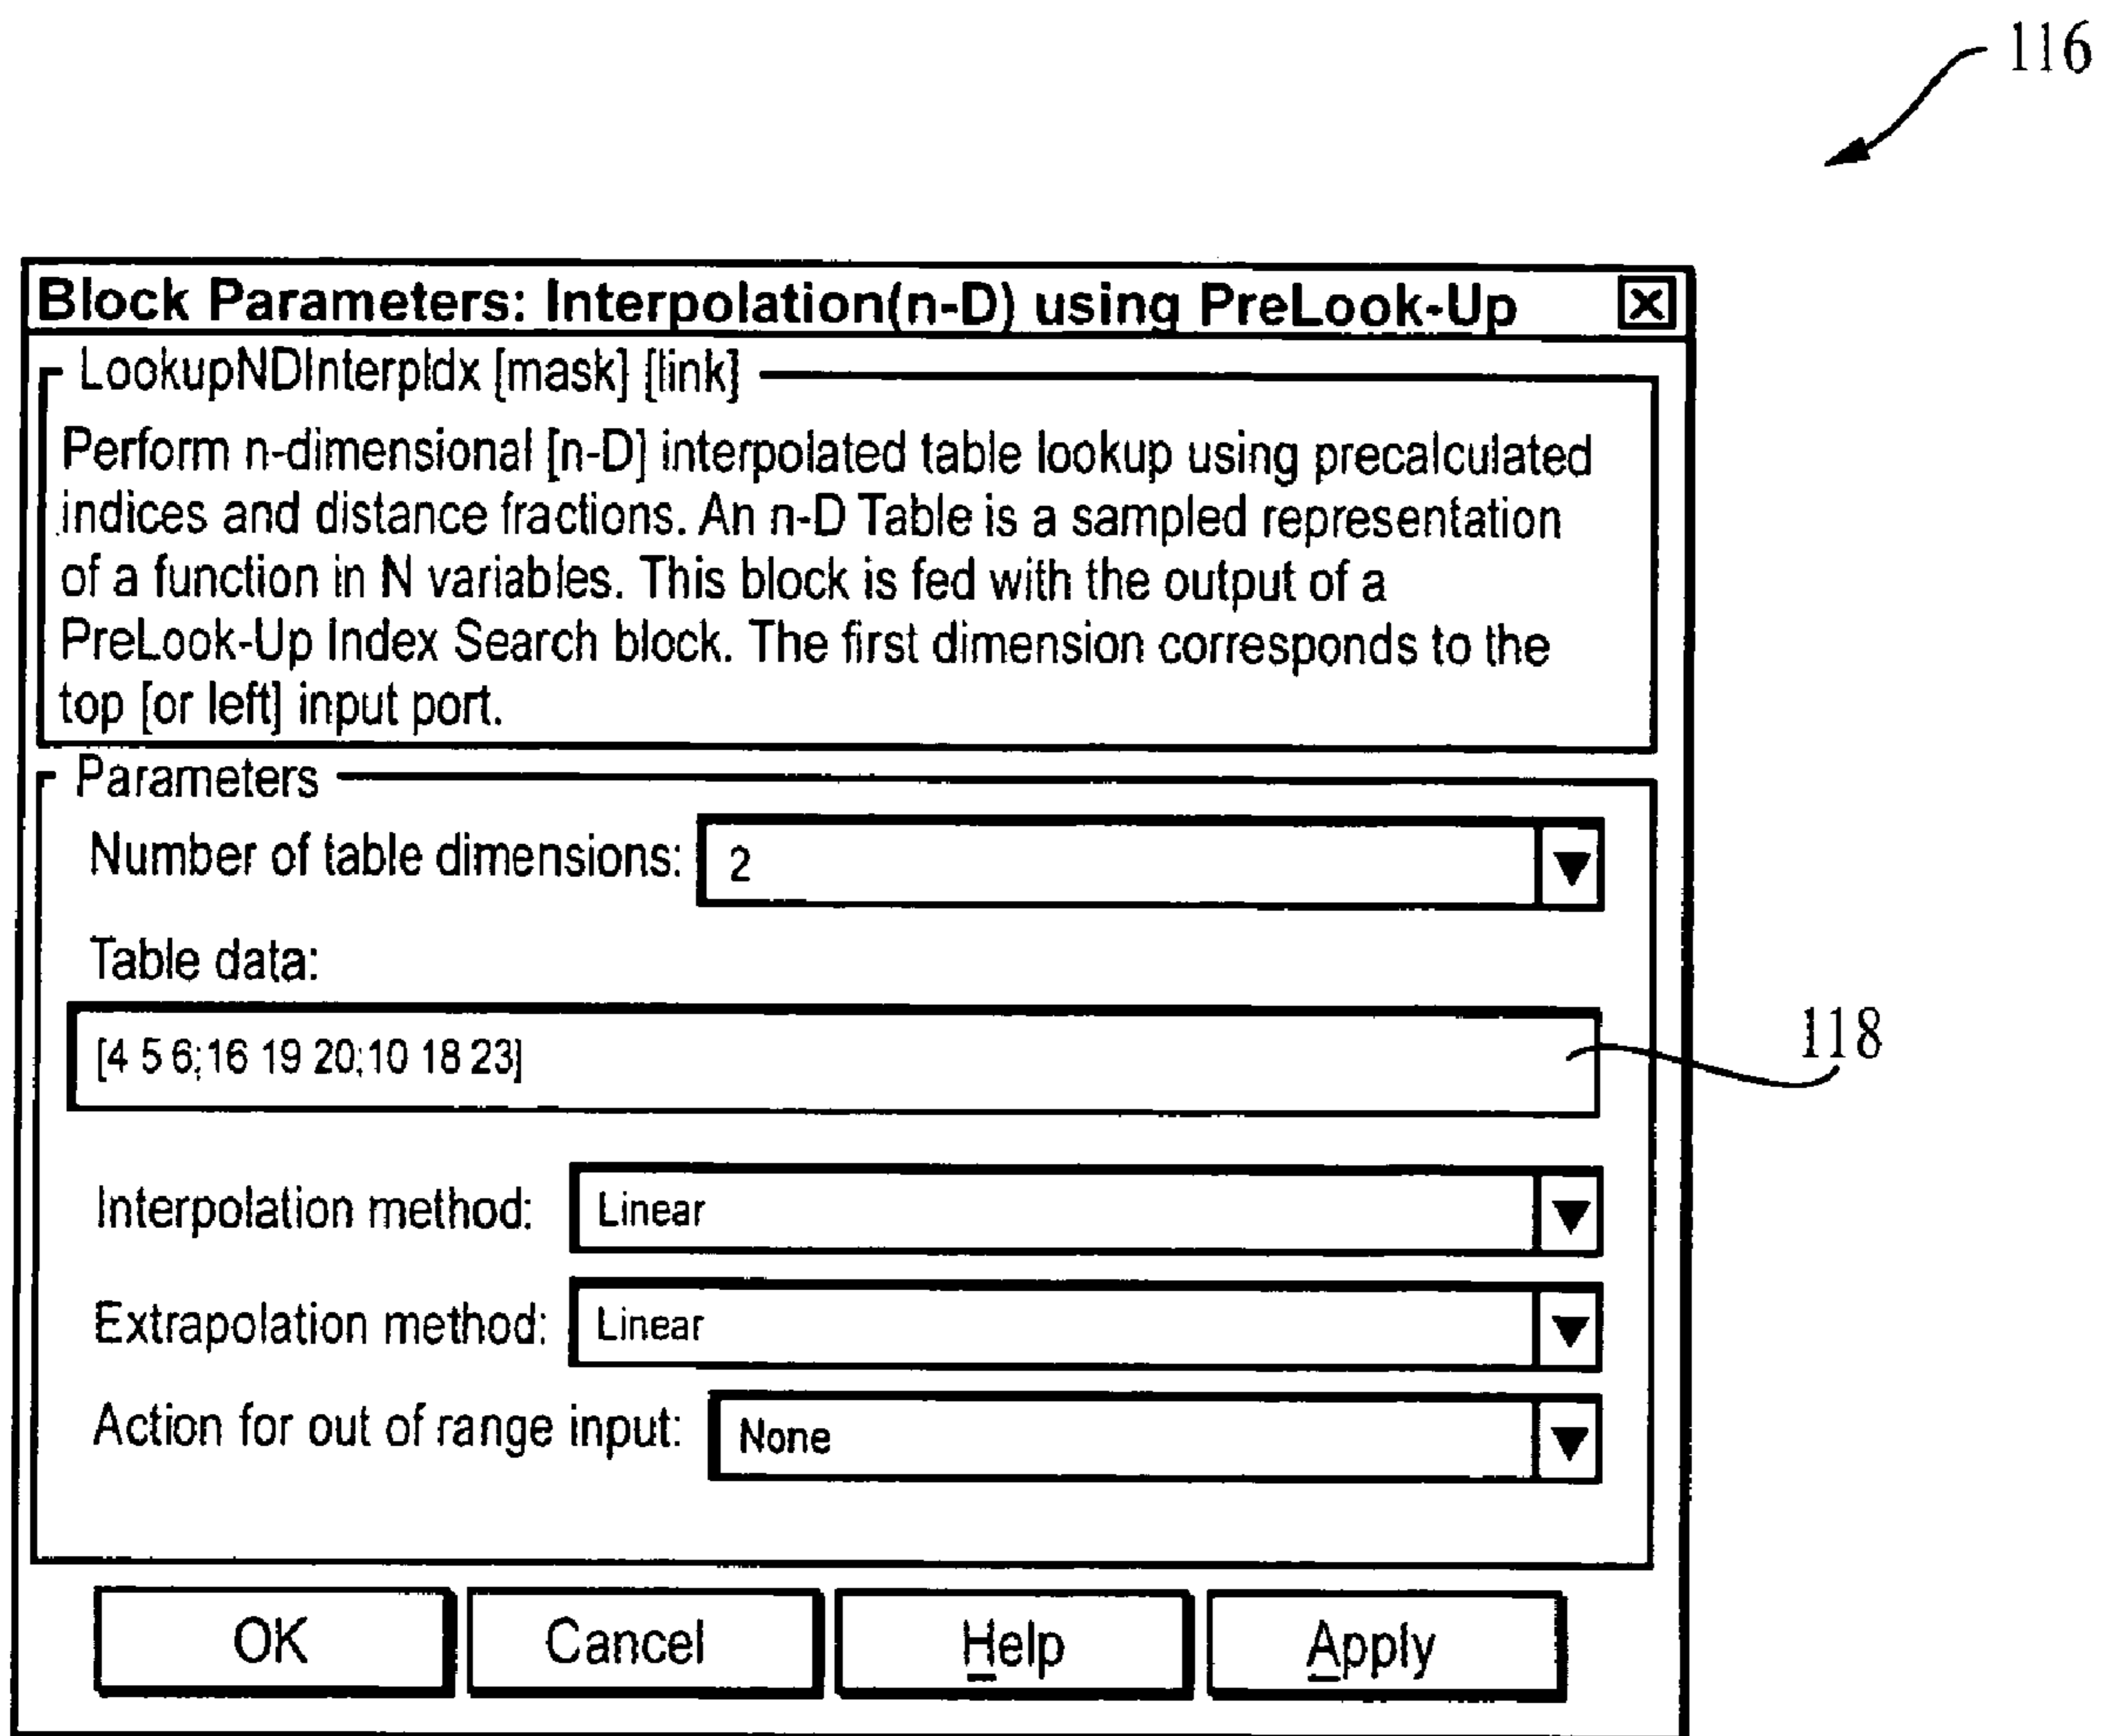 116
Block Parameters: Interpolation(n-D) using PreLook-Up
LookupNDInterpIdx [mask] [link]
Perform n-dimensional [n-D] interpolated table lookup using precalculated
indices and distance fractions. An n-D Table is a sampled representation
of a function in N variables. This block is fed with the output of a
PreLook-Up Index Search block. The first dimension corresponds to the
top [or left] input port.
Parameters
Number of table dimensions: 2
Table data:
[4 5 6;16 19 20;10 18 23]
118
Interpolation method: Linear
Extrapolation method: Linear
Action for out of range input: None
OK Cancel Help Apply